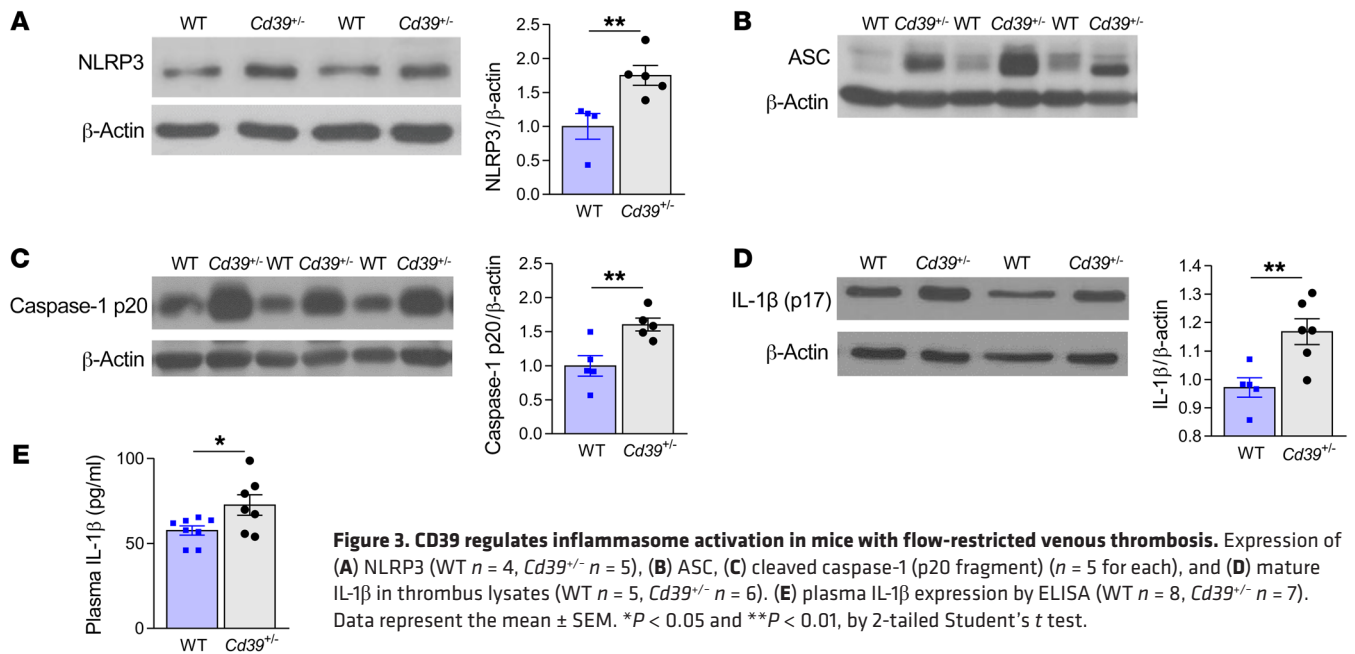 A
WT Cd39+/- WT Cd39+/-
NLRP3
β-Actin
NLRP3/β-actin
2.5
2.0
1.5
1.0
0.5
0.0
**
WT Cd39+/-
B
WT Cd39+/- WT Cd39+/- WT Cd39+/-
ASC
β-Actin
C
WT Cd39+/- WT Cd39+/- WT Cd39+/-
Caspase-1 p20
β-Actin
Caspase-1 p20/β-actin
2.5
2.0
1.5
1.0
0.5
0.0
**
WT Cd39+/-
D
WT Cd39+/- WT Cd39+/-
IL-1β (p17)
β-Actin
IL-1β/β-actin
1.4
1.3
1.2
1.0
0.9
0.8
**
WT Cd39+/-
E
Plasma IL-1β (pg/ml)
100
50
0
*
WT Cd39+/-
Figure 3. CD39 regulates inflammasome activation in mice with flow-restricted venous thrombosis. Expression of
(A) NLRP3 (WT n = 4, Cd39+/- n = 5), (B) ASC, (C) cleaved caspase-1 (p20 fragment) (n = 5 for each), and (D) mature
IL-1β in thrombus lysates (WT n = 5, Cd39+/- n = 6). (E) plasma IL-1β expression by ELISA (WT n = 8, Cd39+/- n = 7).
Data represent the mean ± SEM. *P < 0.05 and **P < 0.01, by 2-tailed Student's t test.